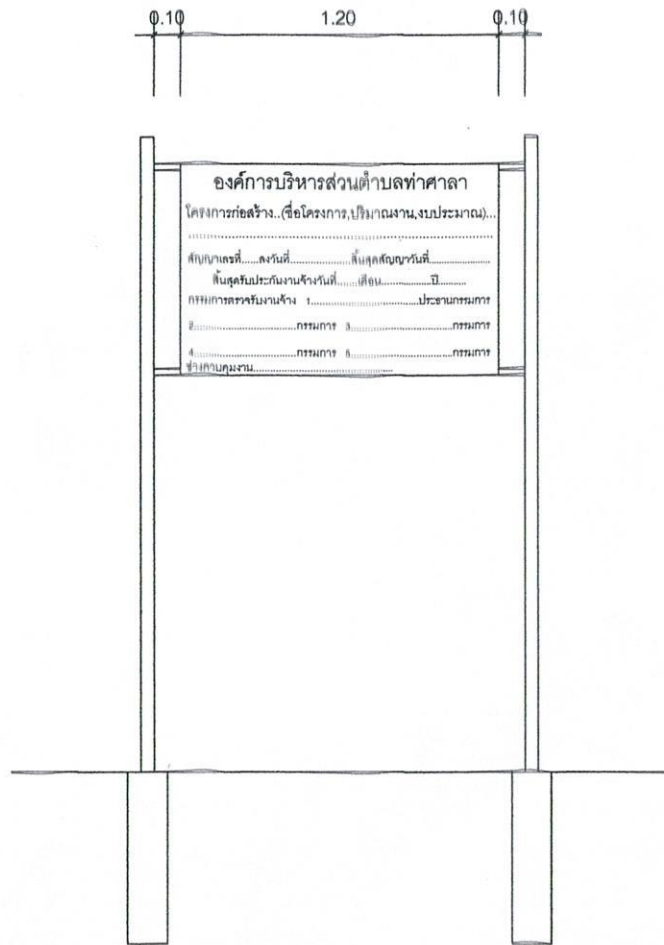 0.10 1.20 0.10
องค์การบริหารส่วนตำบลท่าศาลา
โครงการก่อสร้าง..(ชื่อโครงการ,ปริมาณงาน,งบประมาณ)...
................................................................................
สัญญาเลขที่.....ลงวันที่..................สิ้นสุดสัญญาวันที่..................
สิ้นสุดรับประกันงานจ้างวันที่......เดือน..............ปี.........
กรรมการตรวจรับงานจ้าง 1..............................ประธานกรรมการ
2............................กรรมการ 3............................กรรมการ
4............................กรรมการ 5............................กรรมการ
ช่างควบคุมงาน.......................................